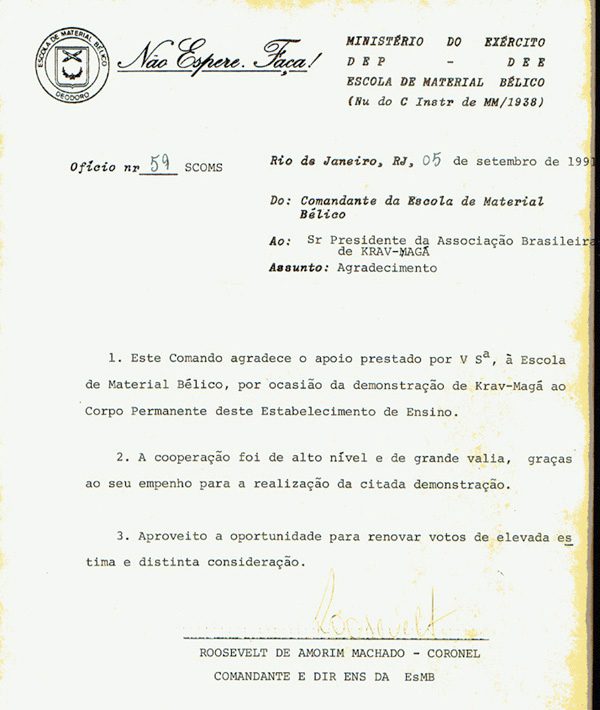 ESCOLA DE MATERIAL BÉLICO
DEODORO
Não Espere. Faça!
MINISTÉRIO DO EXÉRCITO
DEP - DEE
ESCOLA DE MATERIAL BÉLICO
(Nu do C Instr de MM/1938)
Ofício nr 59 SCOMS
Rio de Janeiro, RJ, 05 de setembro de 1991
Do: Comandante da Escola de Material
Bélico
Ao: Sr Presidente da Associação Brasileira
de KRAV-MAGÁ
Assunto: Agradecimento
1. Este Comando agradece o apoio prestado por V Sª, à Escola
de Material Bélico, por ocasião da demonstração de Krav-Magá ao
Corpo Permanente deste Estabelecimento de Ensino.
2. A cooperação foi de alto nível e de grande valia, graças
ao seu empenho para a realização da citada demonstração.
3. Aproveito a oportunidade para renovar votos de elevada es
tima e distinta consideração.
Roosevelt
ROOSEVELT DE AMORIM MACHADO - CORONEL
COMANDANTE E DIR ENS DA EsMB